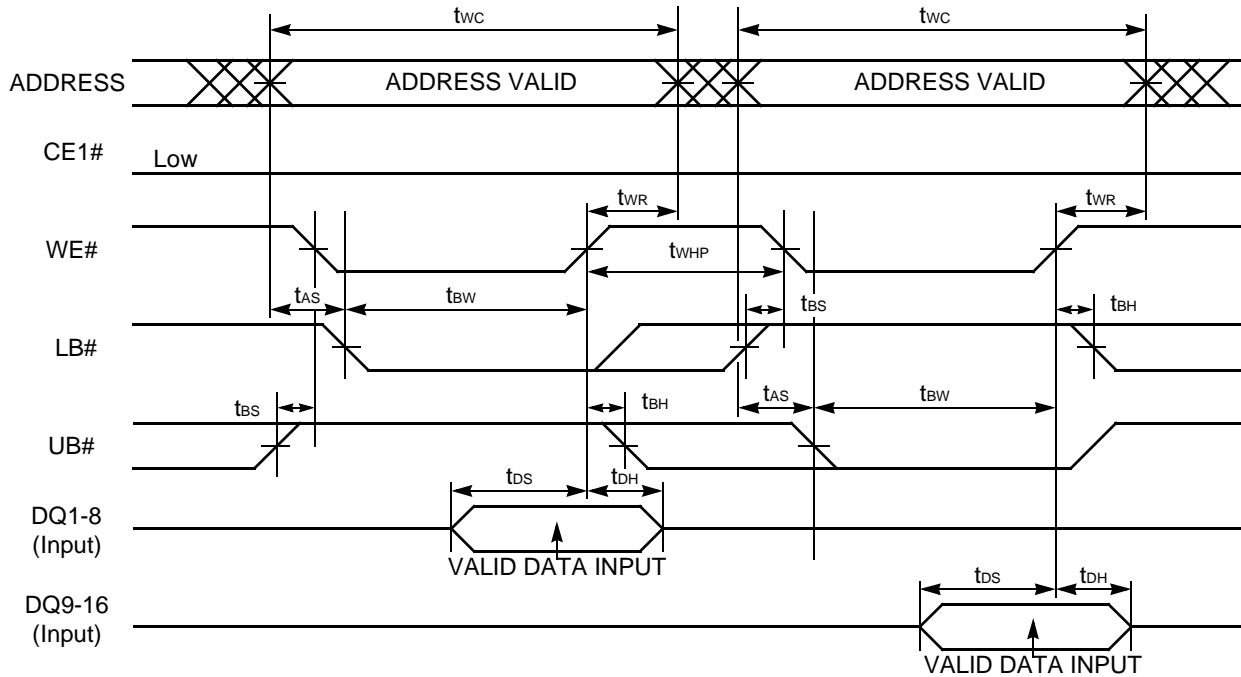 tWC tWC
ADDRESS ADDRESS VALID ADDRESS VALID
CE1# Low
tWR tWR
WE# tWHP
tAS tBW tBS tBH
LB#
tBS tBH tAS tBW
UB#
tDS tDH
DQ1-8
(Input)
VALID DATA INPUT
tDS tDH
DQ9-16
(Input)
VALID DATA INPUT